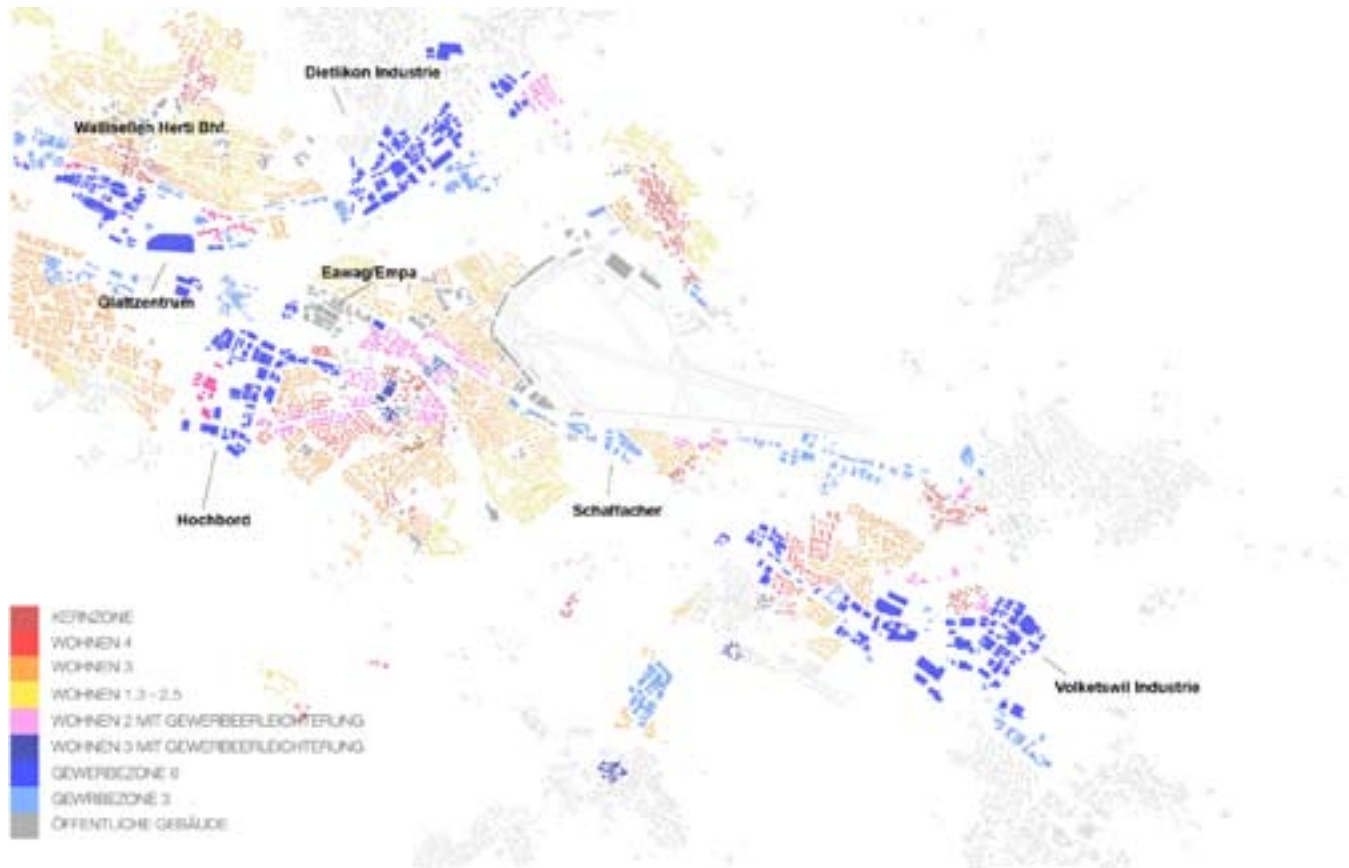 Dietlikon Industrie
Wallisellen Herti Bhf.
Eawag/Empa
Glattzentrum
Schaffacher
Hochbord
Volketswil Industrie
KERNZONE
WOHNEN 4
WOHNEN 3
WOHNEN 1.3 - 2.5
WOHNEN 2 MIT GEWERBEERLEICHTERUNG
WOHNEN 3 MIT GEWERBEERLEICHTERUNG
GEWERBEZONE 6
GEWRBEZONE 3
ÖFFENTLICHE GEBÄUDE